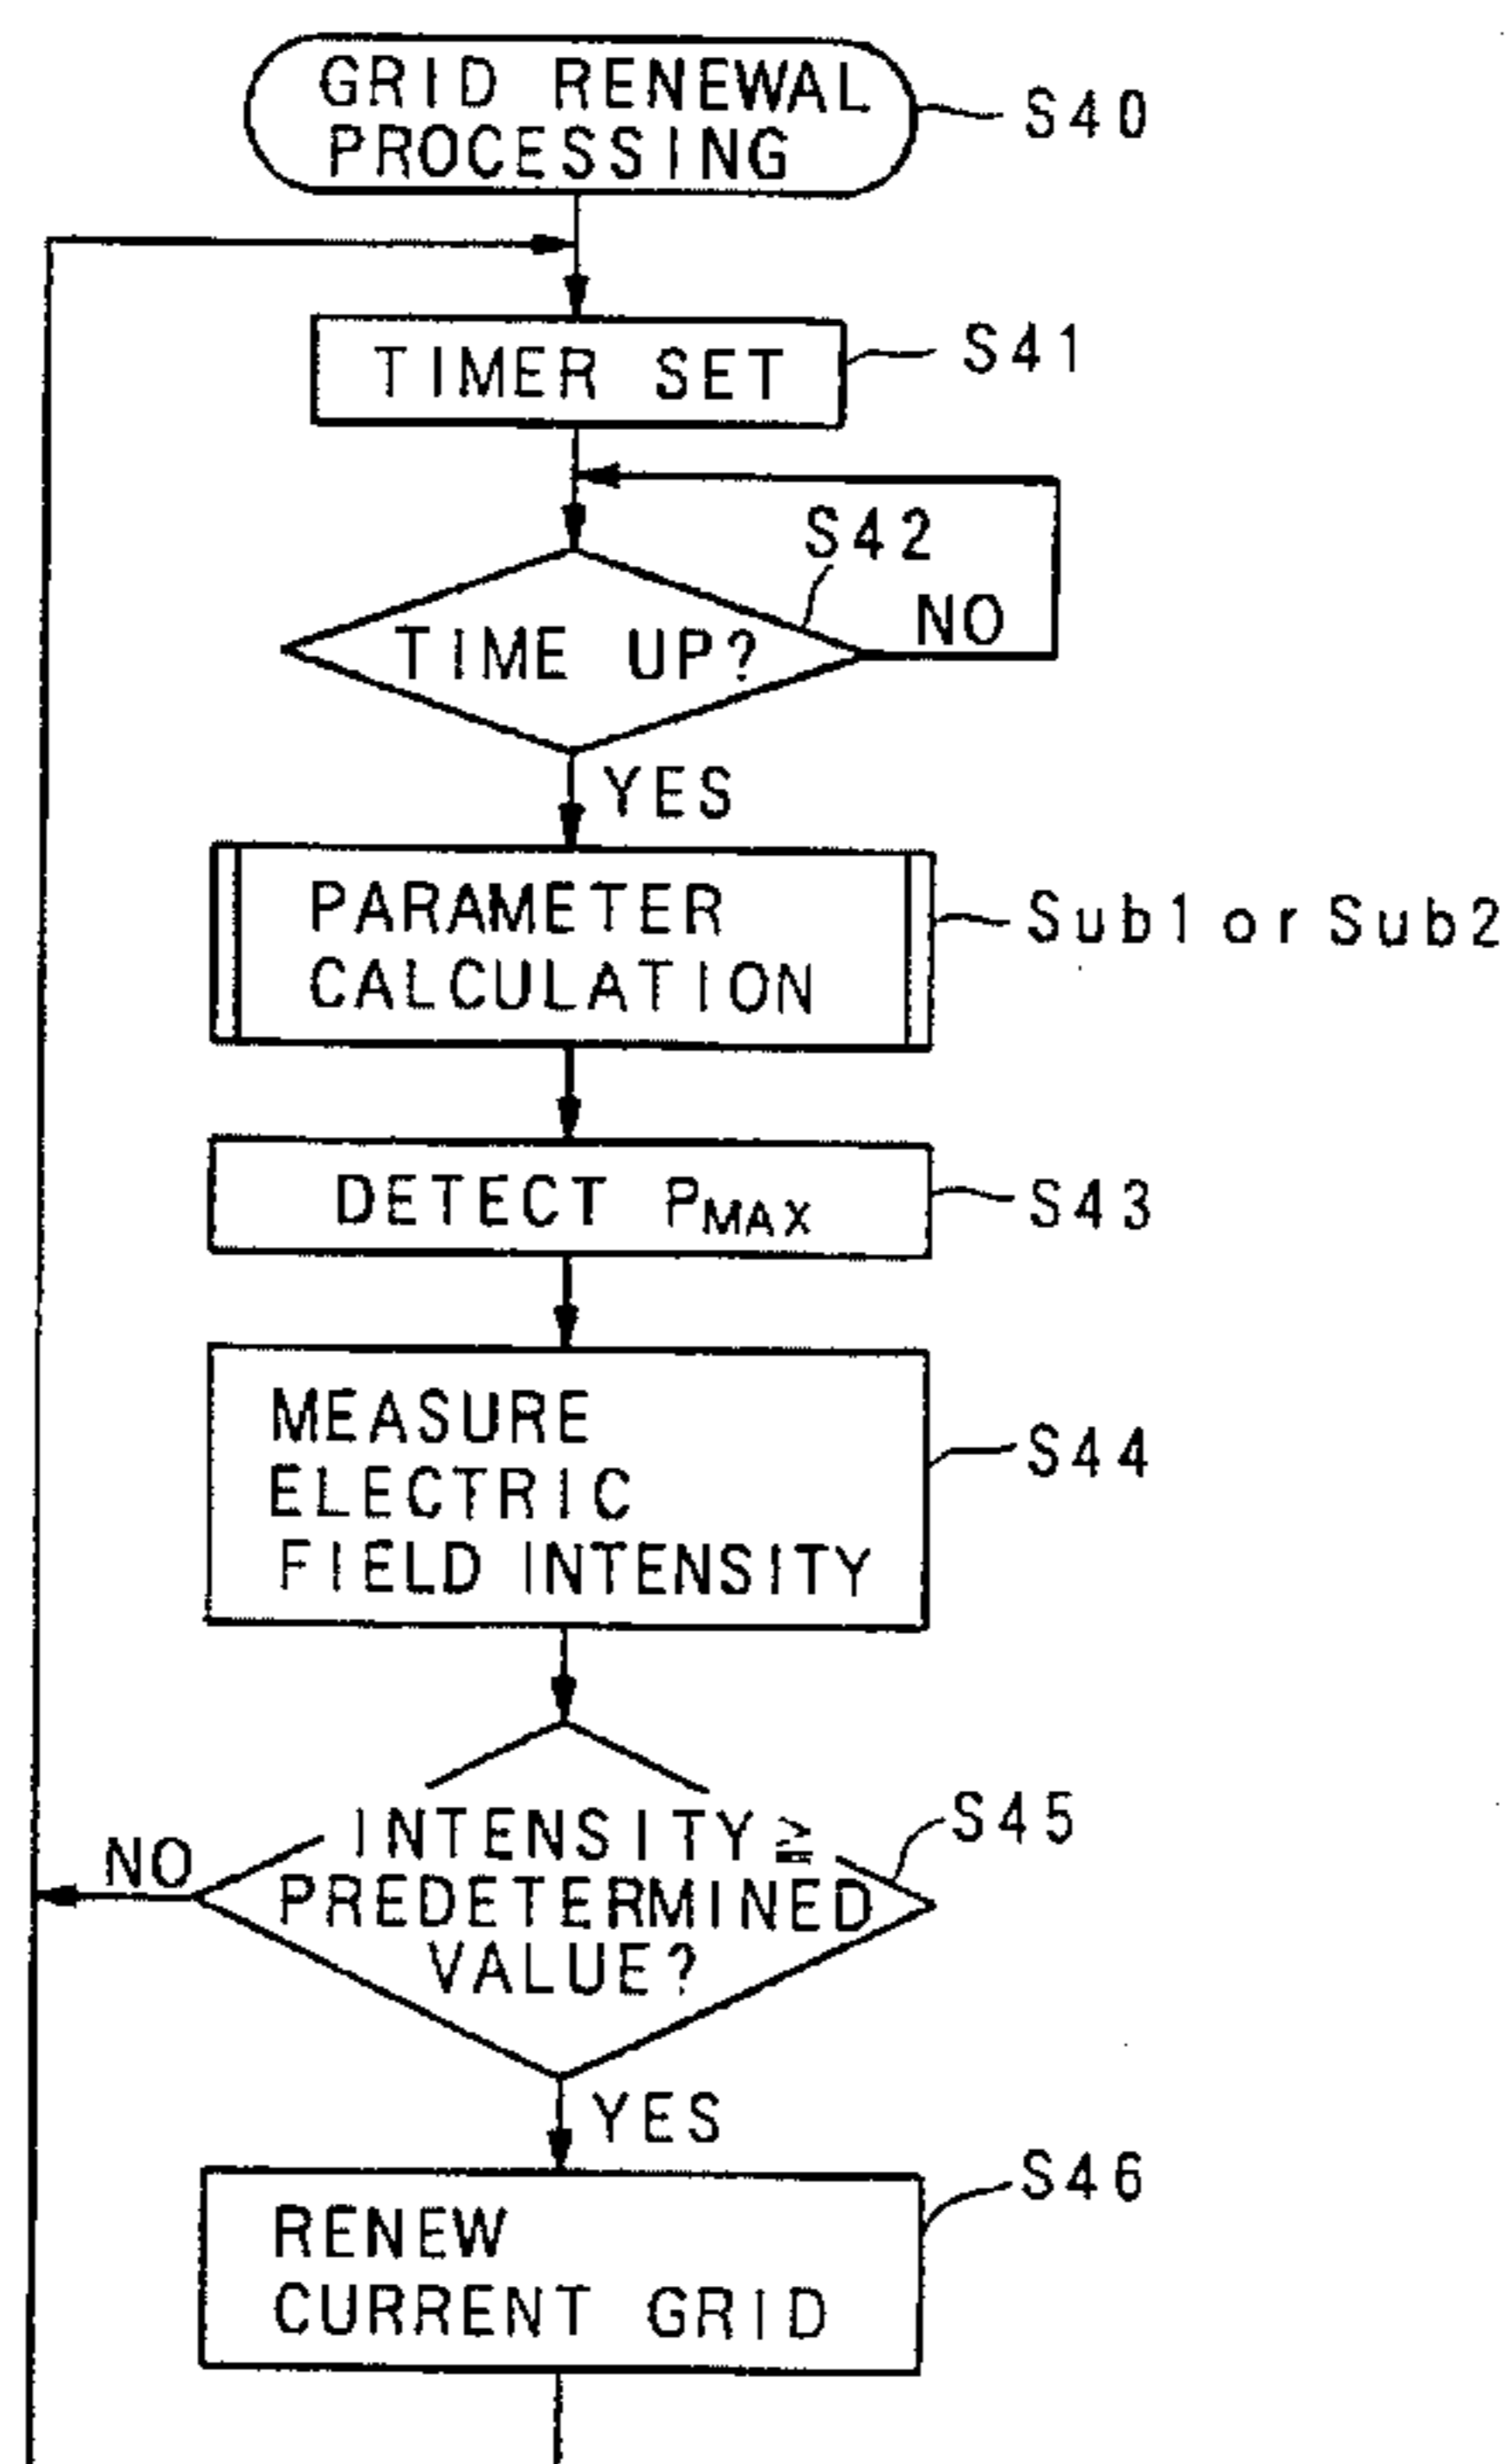 GRID RENEWAL
PROCESSING
S40
TIMER SET
S41
S42
TIME UP?
NO
YES
PARAMETER
CALCULATION
Sub1 or Sub2
DETECT PMAX
S43
MEASURE
ELECTRIC
FIELD INTENSITY
S44
INTENSITY≧
PREDETERMINED
VALUE?
S45
NO
YES
S46
RENEW
CURRENT GRID